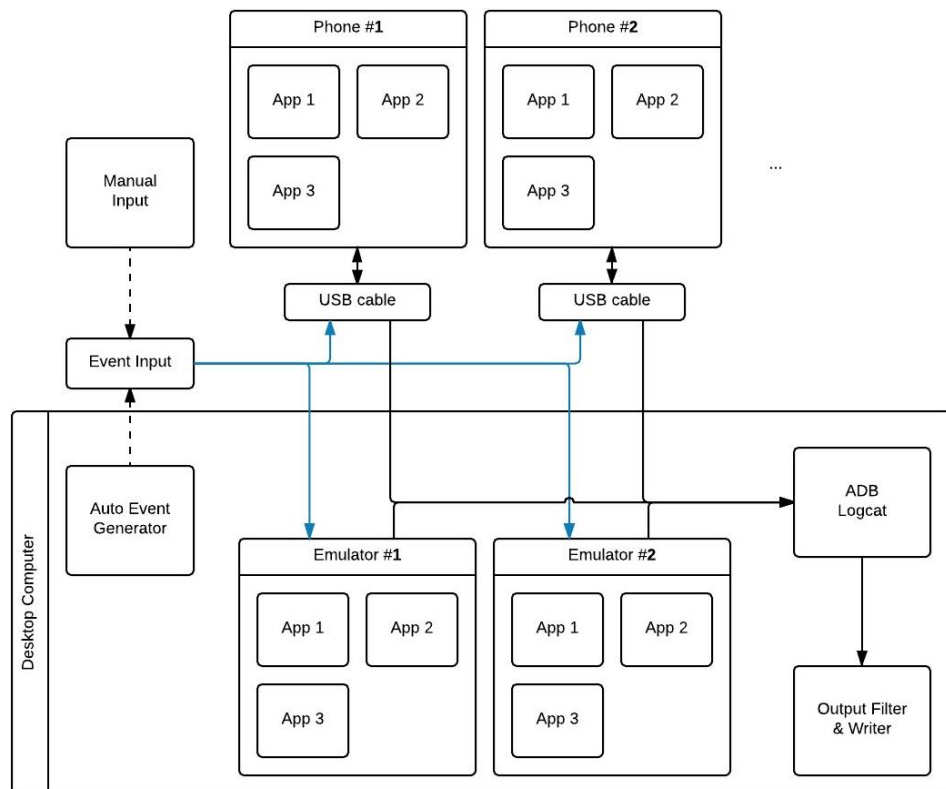 Phone #1
App 1
App 2
App 3
Phone #2
App 1
App 2
App 3
...
Manual
Input
USB cable
USB cable
Event Input
Desktop Computer
Auto Event
Generator
ADB
Logcat
Emulator #1
App 1
App 2
App 3
Emulator #2
App 1
App 2
App 3
Output Filter
& Writer